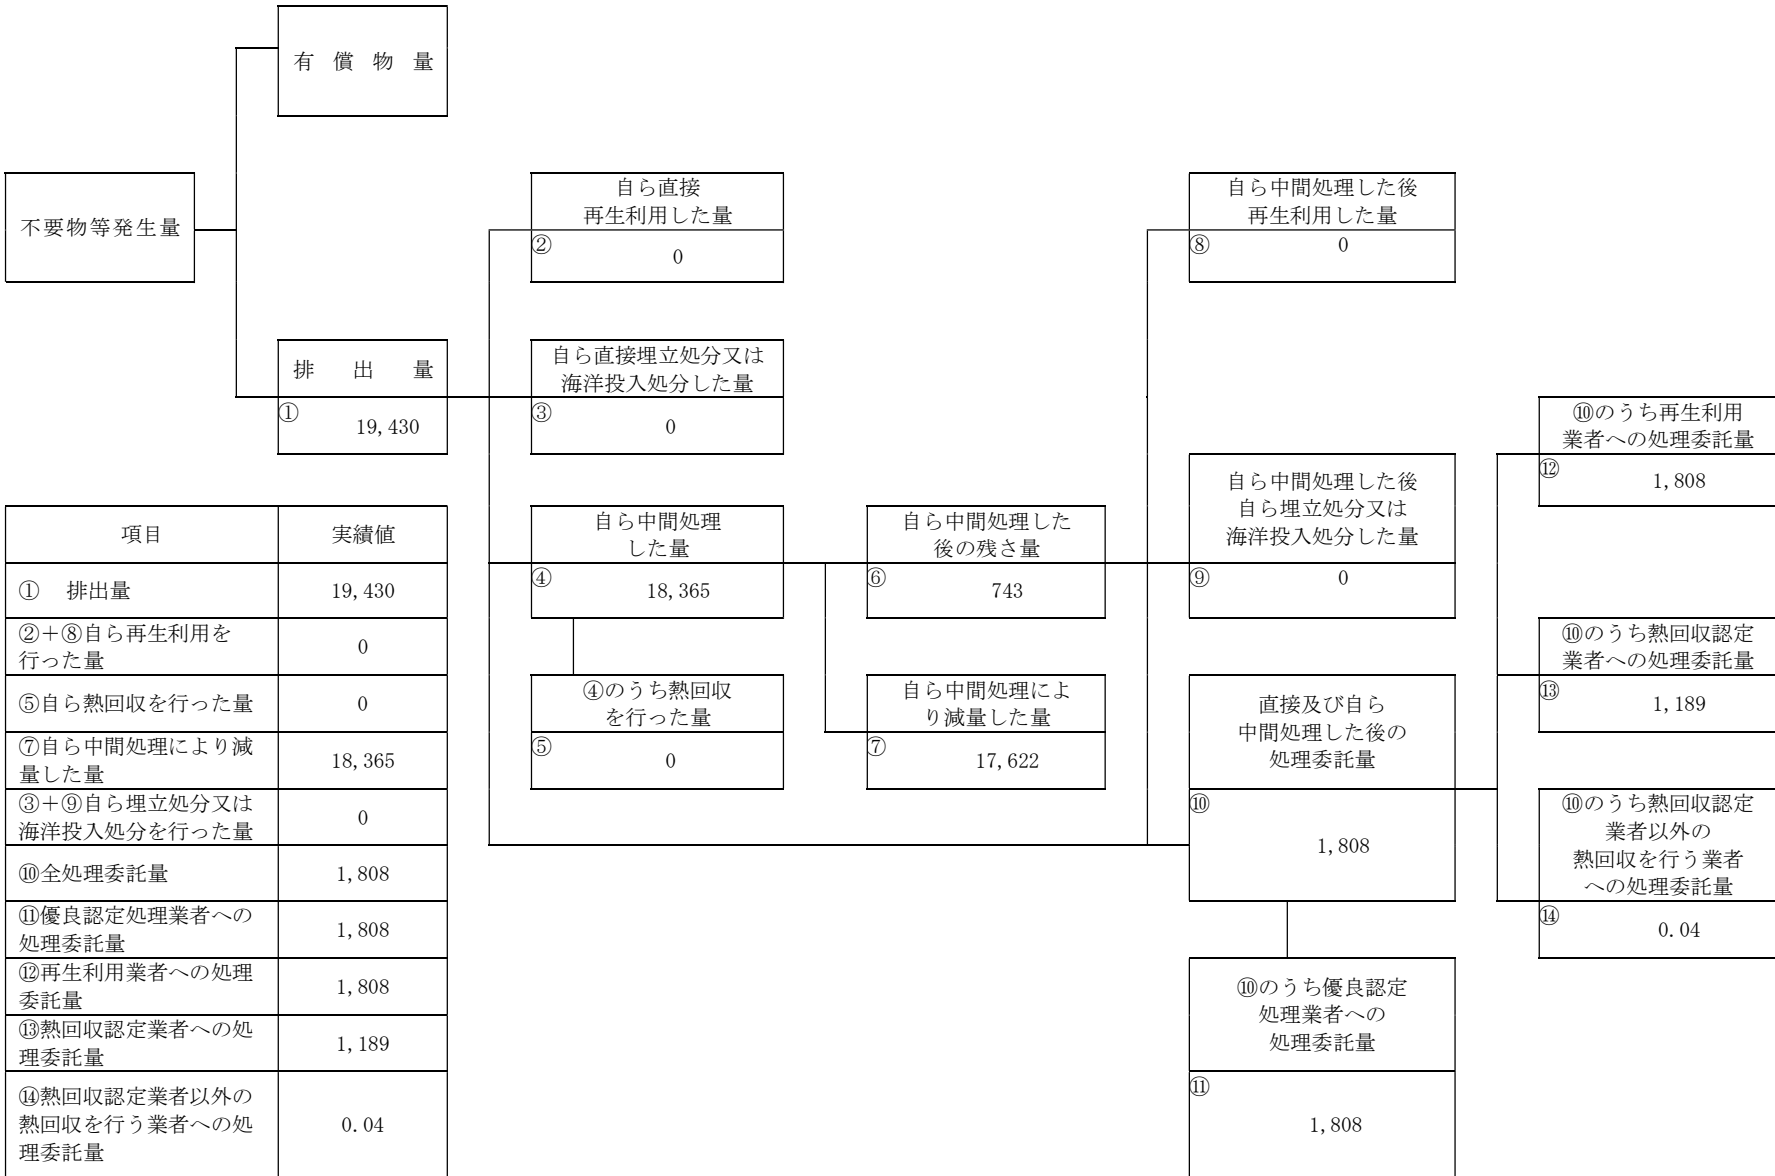 有償物量
不要物等発生量
排出量
① 19,430
自ら直接
再生利用した量
② 0
自ら直接埋立処分又は
海洋投入処分した量
③ 0
自ら中間処理
した量
④ 18,365
④のうち熱回収
を行った量
⑤ 0
自ら中間処理した
後の残さ量
⑥ 743
自ら中間処理によ
り減量した量
⑦ 17,622
自ら中間処理した後
再生利用した量
⑧ 0
自ら中間処理した後
自ら埋立処分又は
海洋投入処分した量
⑨ 0
直接及び自ら
中間処理した後の
処理委託量
⑩
1,808
⑩のうち優良認定
処理業者への
処理委託量
⑪
1,808
⑩のうち再生利用
業者への処理委託量
⑫ 1,808
⑩のうち熱回収認定
業者への処理委託量
⑬ 1,189
⑩のうち熱回収認定
業者以外の
熱回収を行う業者
への処理委託量
⑭ 0.04
項目 実績値
① 排出量 19,430
②+⑧自ら再生利用を
行った量 0
⑤自ら熱回収を行った量 0
⑦自ら中間処理により減
量した量 18,365
③+⑨自ら埋立処分又は
海洋投入処分を行った量 0
⑩全処理委託量 1,808
⑪優良認定処理業者への
処理委託量 1,808
⑫再生利用業者への処理
委託量 1,808
⑬熱回収認定業者への処
理委託量 1,189
⑭熱回収認定業者以外の
熱回収を行う業者への処
理委託量 0.04